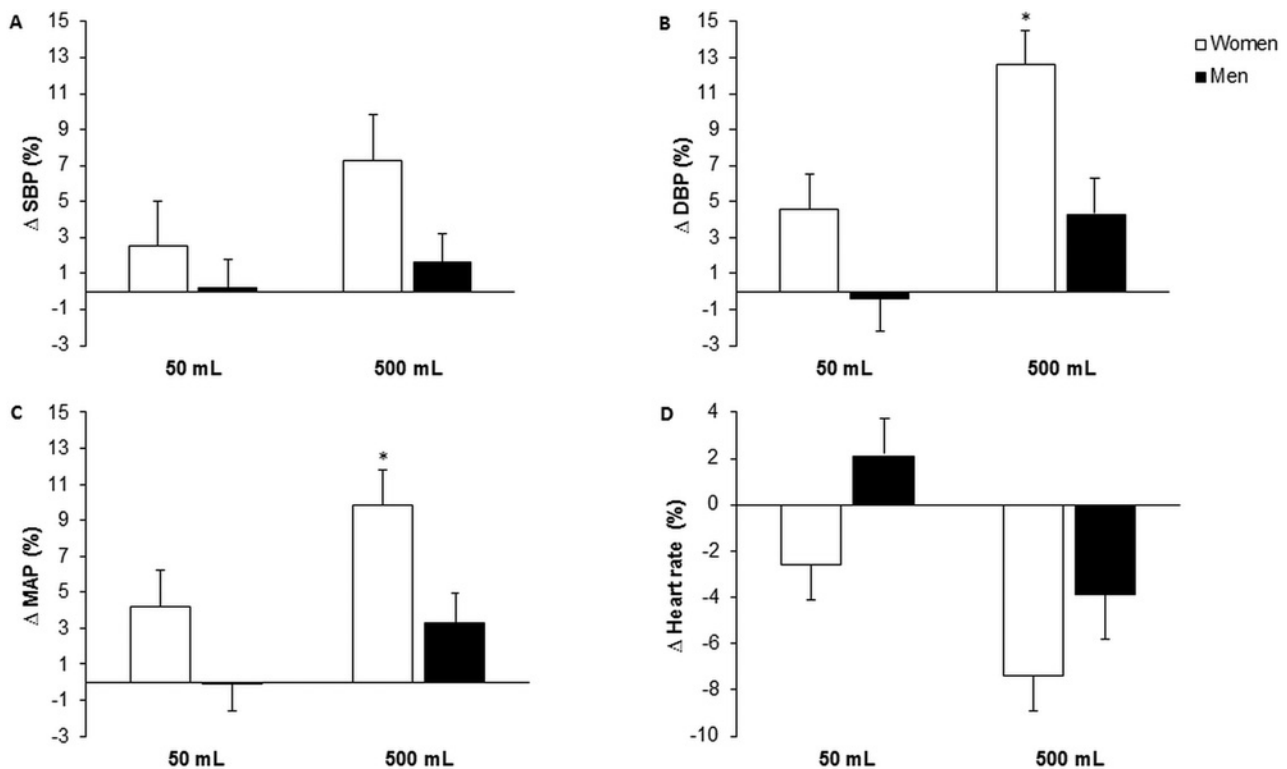 A
15
13
11
9
7
5
3
1
-1
-3
Δ SBP (%)
50 mL
500 mL
B
15
13
11
9
7
5
3
1
-1
-3
Δ DBP (%)
*
50 mL
500 mL
Women
Men
C
15
13
11
9
7
5
3
1
-1
-3
Δ MAP (%)
*
50 mL
500 mL
D
4
2
0
-2
-4
-6
-8
-10
Δ Heart rate (%)
50 mL
500 mL